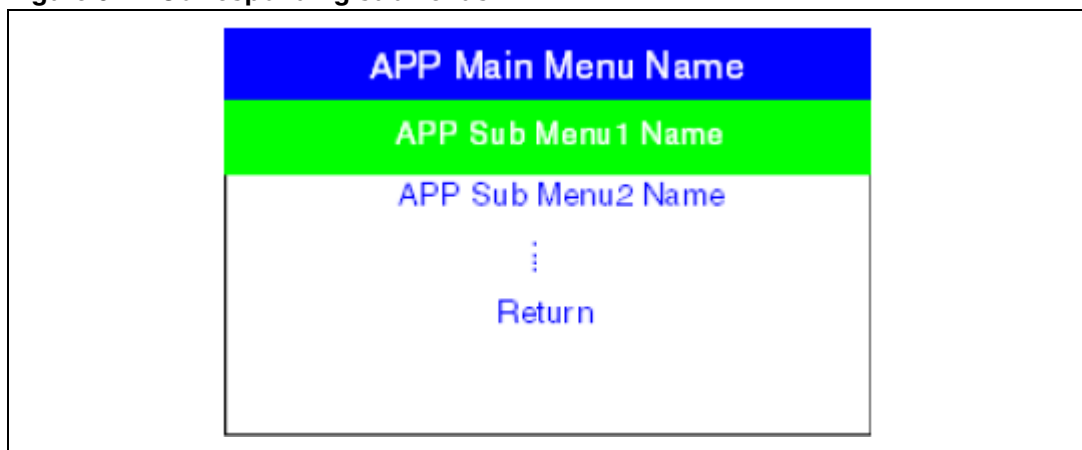 APP Main Menu Name
APP Sub Menu1 Name
APP Sub Menu2 Name
Return